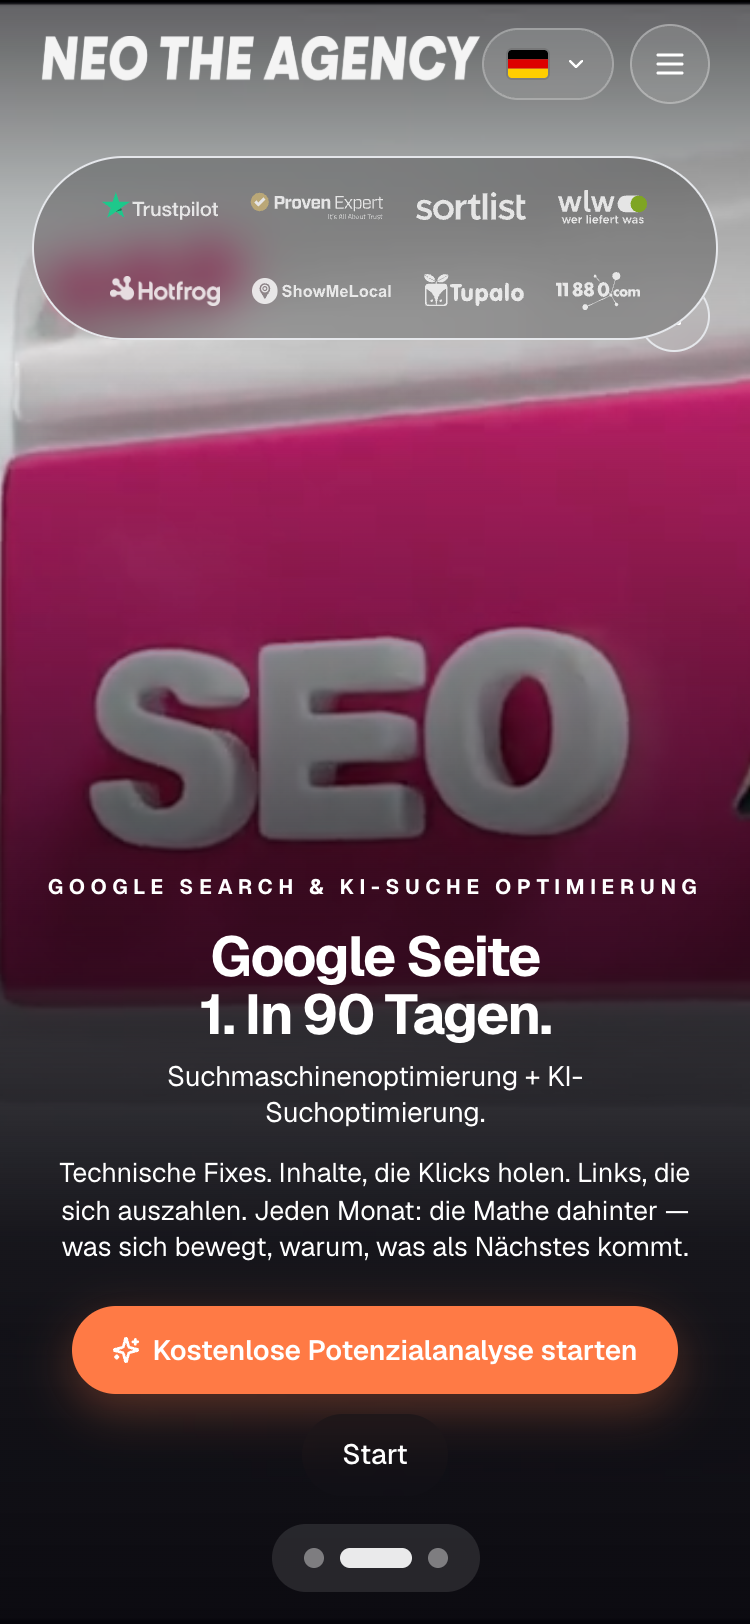 NEO THE AGENCY
Trustpilot
Proven Expert
It's All About Trust
sortlist
wlw
wer liefert was
Hotfrog
ShowMeLocal
Tupalo
11880.com
SEO
GOOGLE SEARCH & KI-SUCHE OPTIMIERUNG
Google Seite
1. In 90 Tagen.
Suchmaschinenoptimierung + KI-
Suchoptimierung.
Technische Fixes. Inhalte, die Klicks holen. Links, die
sich auszahlen. Jeden Monat: die Mathe dahinter —
was sich bewegt, warum, was als Nächstes kommt.
Kostenlose Potenzialanalyse starten
Start